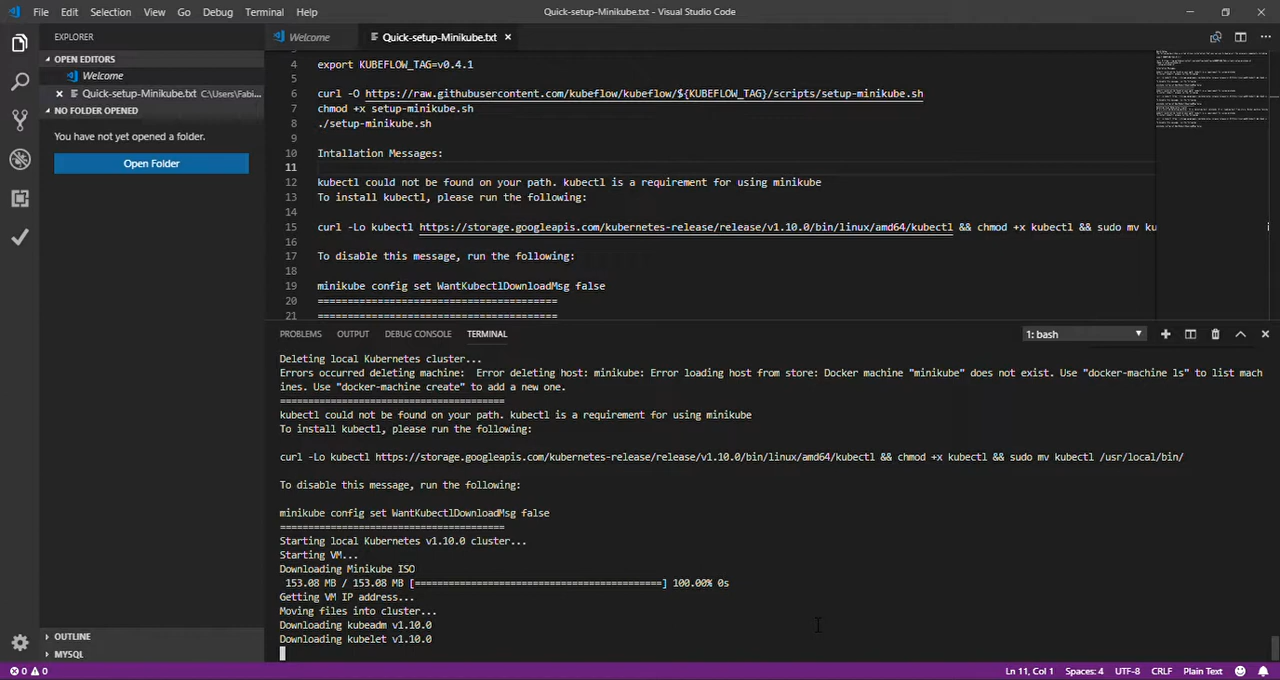 File Edit Selection View Go Debug Terminal Help Quick-setup-Minikube.txt - Visual Studio Code
EXPLORER
OPEN EDITORS
Welcome
Quick-setup-Minikube.txt C:\Users\Fabi...
NO FOLDER OPENED
You have not yet opened a folder.
Open Folder
OUTLINE
MYSQL
Welcome Quick-setup-Minikube.txt
4 export KUBEFLOW_TAG=v0.4.1
5
6 curl -O https://raw.githubusercontent.com/kubeflow/kubeflow/${KUBEFLOW_TAG}/scripts/setup-minikube.sh
7 chmod +x setup-minikube.sh
8 ./setup-minikube.sh
9
10 Intallation Messages:
11
12 kubectl could not be found on your path. kubectl is a requirement for using minikube
13 To install kubectl, please run the following:
14
15 curl -Lo kubectl https://storage.googleapis.com/kubernetes-release/release/v1.10.0/bin/linux/amd64/kubectl && chmod +x kubectl && sudo mv ku
16
17 To disable this message, run the following:
18
19 minikube config set WantKubectlDownloadMsg false
20 ========================================
21 ========================================
PROBLEMS OUTPUT DEBUG CONSOLE TERMINAL 1: bash
Deleting local Kubernetes cluster...
Errors occurred deleting machine:  Error deleting host: minikube: Error loading host from store: Docker machine "minikube" does not exist. Use "docker-machine ls" to list mach
ines. Use "docker-machine create" to add a new one.
========================================
kubectl could not be found on your path. kubectl is a requirement for using minikube
To install kubectl, please run the following:
curl -Lo kubectl https://storage.googleapis.com/kubernetes-release/release/v1.10.0/bin/linux/amd64/kubectl && chmod +x kubectl && sudo mv kubectl /usr/local/bin/
To disable this message, run the following:
minikube config set WantKubectlDownloadMsg false
========================================
Starting local Kubernetes v1.10.0 cluster...
Starting VM...
Downloading Minikube ISO
153.08 MB / 153.08 MB [============================================] 100.00% 0s
Getting VM IP address...
Moving files into cluster...
Downloading kubeadm v1.10.0
Downloading kubelet v1.10.0
0 0 Ln 11, Col 1 Spaces: 4 UTF-8 CRLF Plain Text